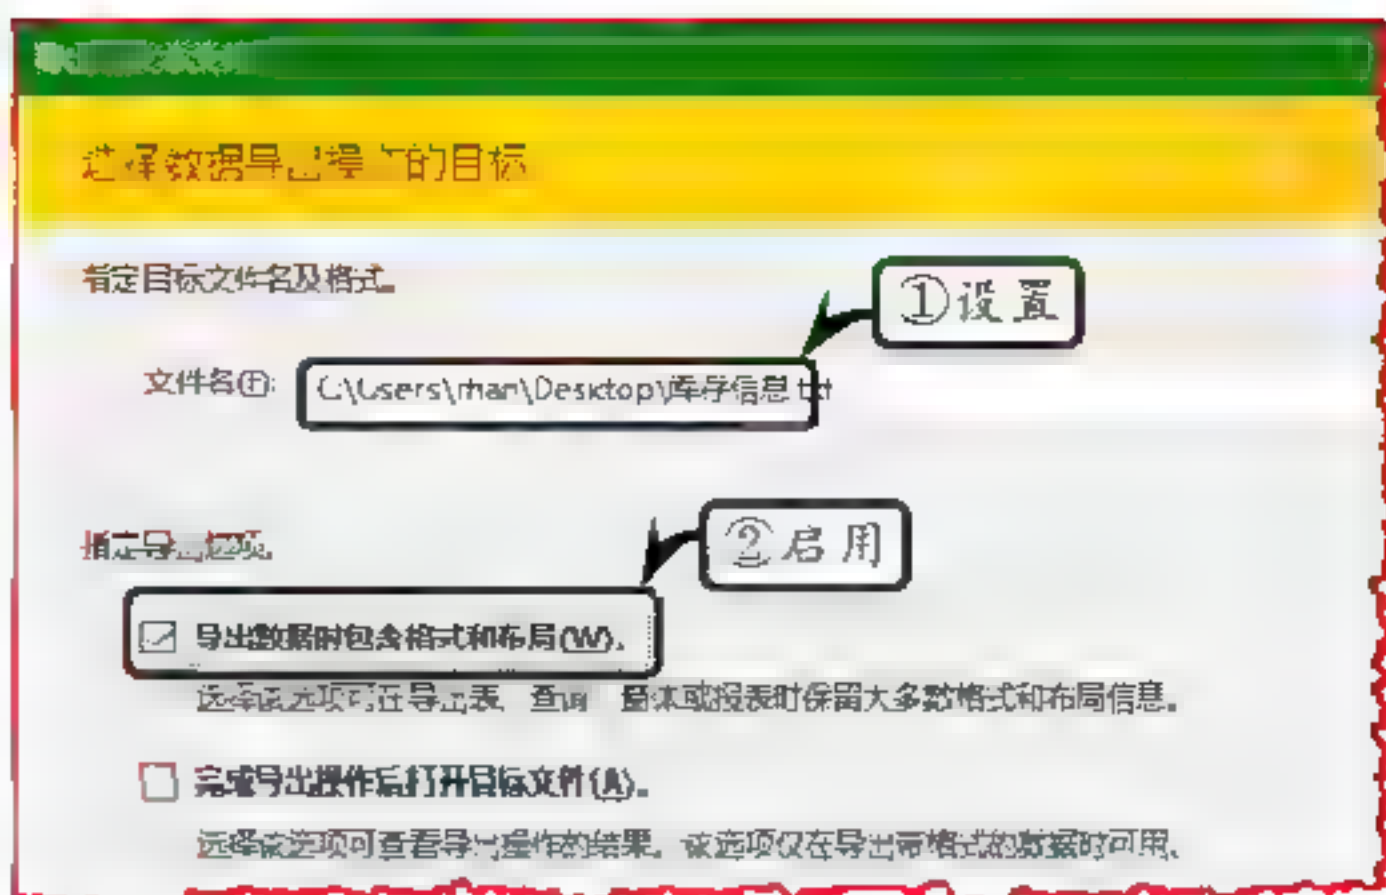 选择数据导出操作的目标
指定目标文件名及格式。
①设置
文件名(F): C:\Users\rhan\Desktop\库存信息.txt
指定导出选项。
②启用
导出数据时包含格式和布局(W)。
选择该选项可在导出表、查询、窗体或报表时保留大多数格式和布局信息。
完成导出操作后打开目标文件(A)。
选择该选项可查看导出操作的结果。该选项仅在导出带格式的数据时可用。